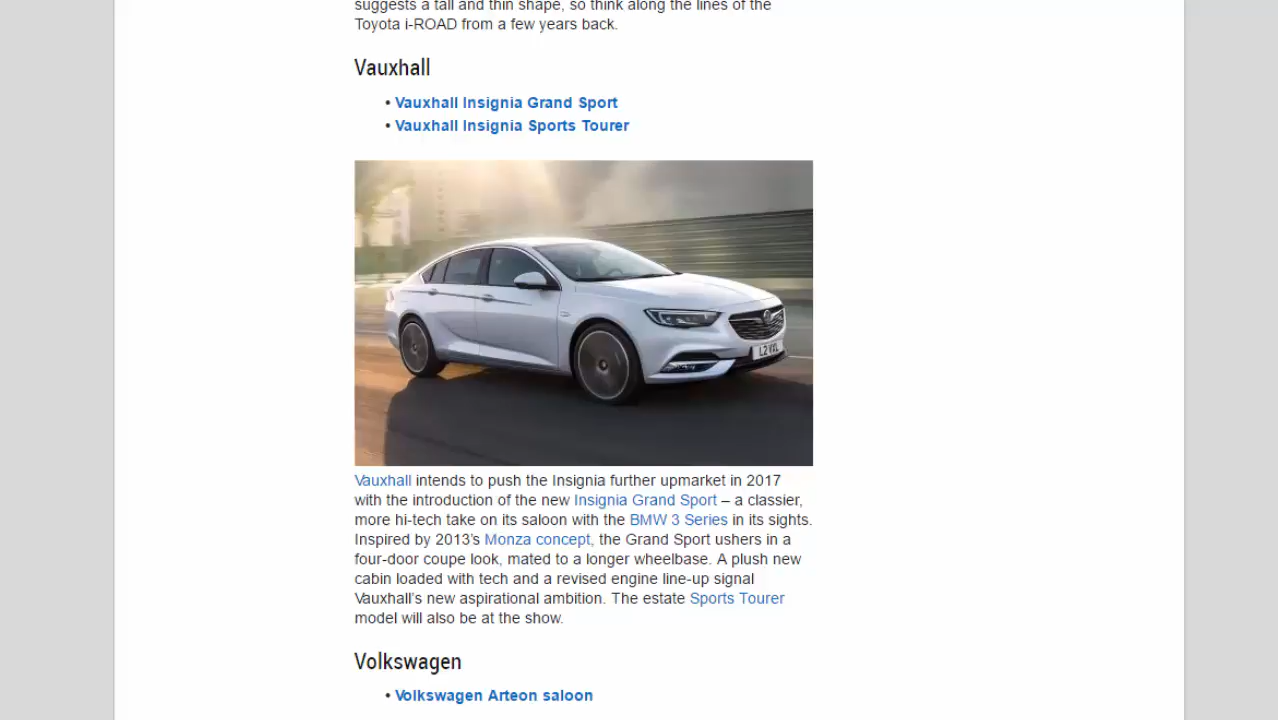 suggests a tall and thin shape, so think along the lines of the
Toyota i-ROAD from a few years back.
Vauxhall
• Vauxhall Insignia Grand Sport
• Vauxhall Insignia Sports Tourer
L2 VXL
Vauxhall intends to push the Insignia further upmarket in 2017
with the introduction of the new Insignia Grand Sport – a classier,
more hi-tech take on its saloon with the BMW 3 Series in its sights.
Inspired by 2013's Monza concept, the Grand Sport ushers in a
four-door coupe look, mated to a longer wheelbase. A plush new
cabin loaded with tech and a revised engine line-up signal
Vauxhall's new aspirational ambition. The estate Sports Tourer
model will also be at the show.
Volkswagen
• Volkswagen Arteon saloon